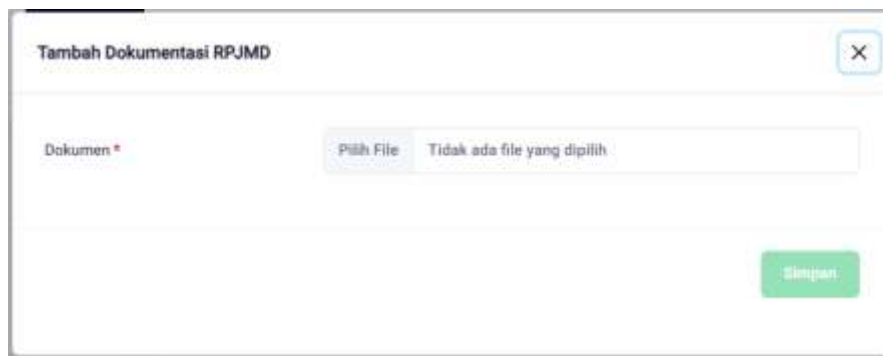 Tambah Dokumentasi RPJMD
Dokumen *
Pilih File Tidak ada file yang dipilih
Simpan